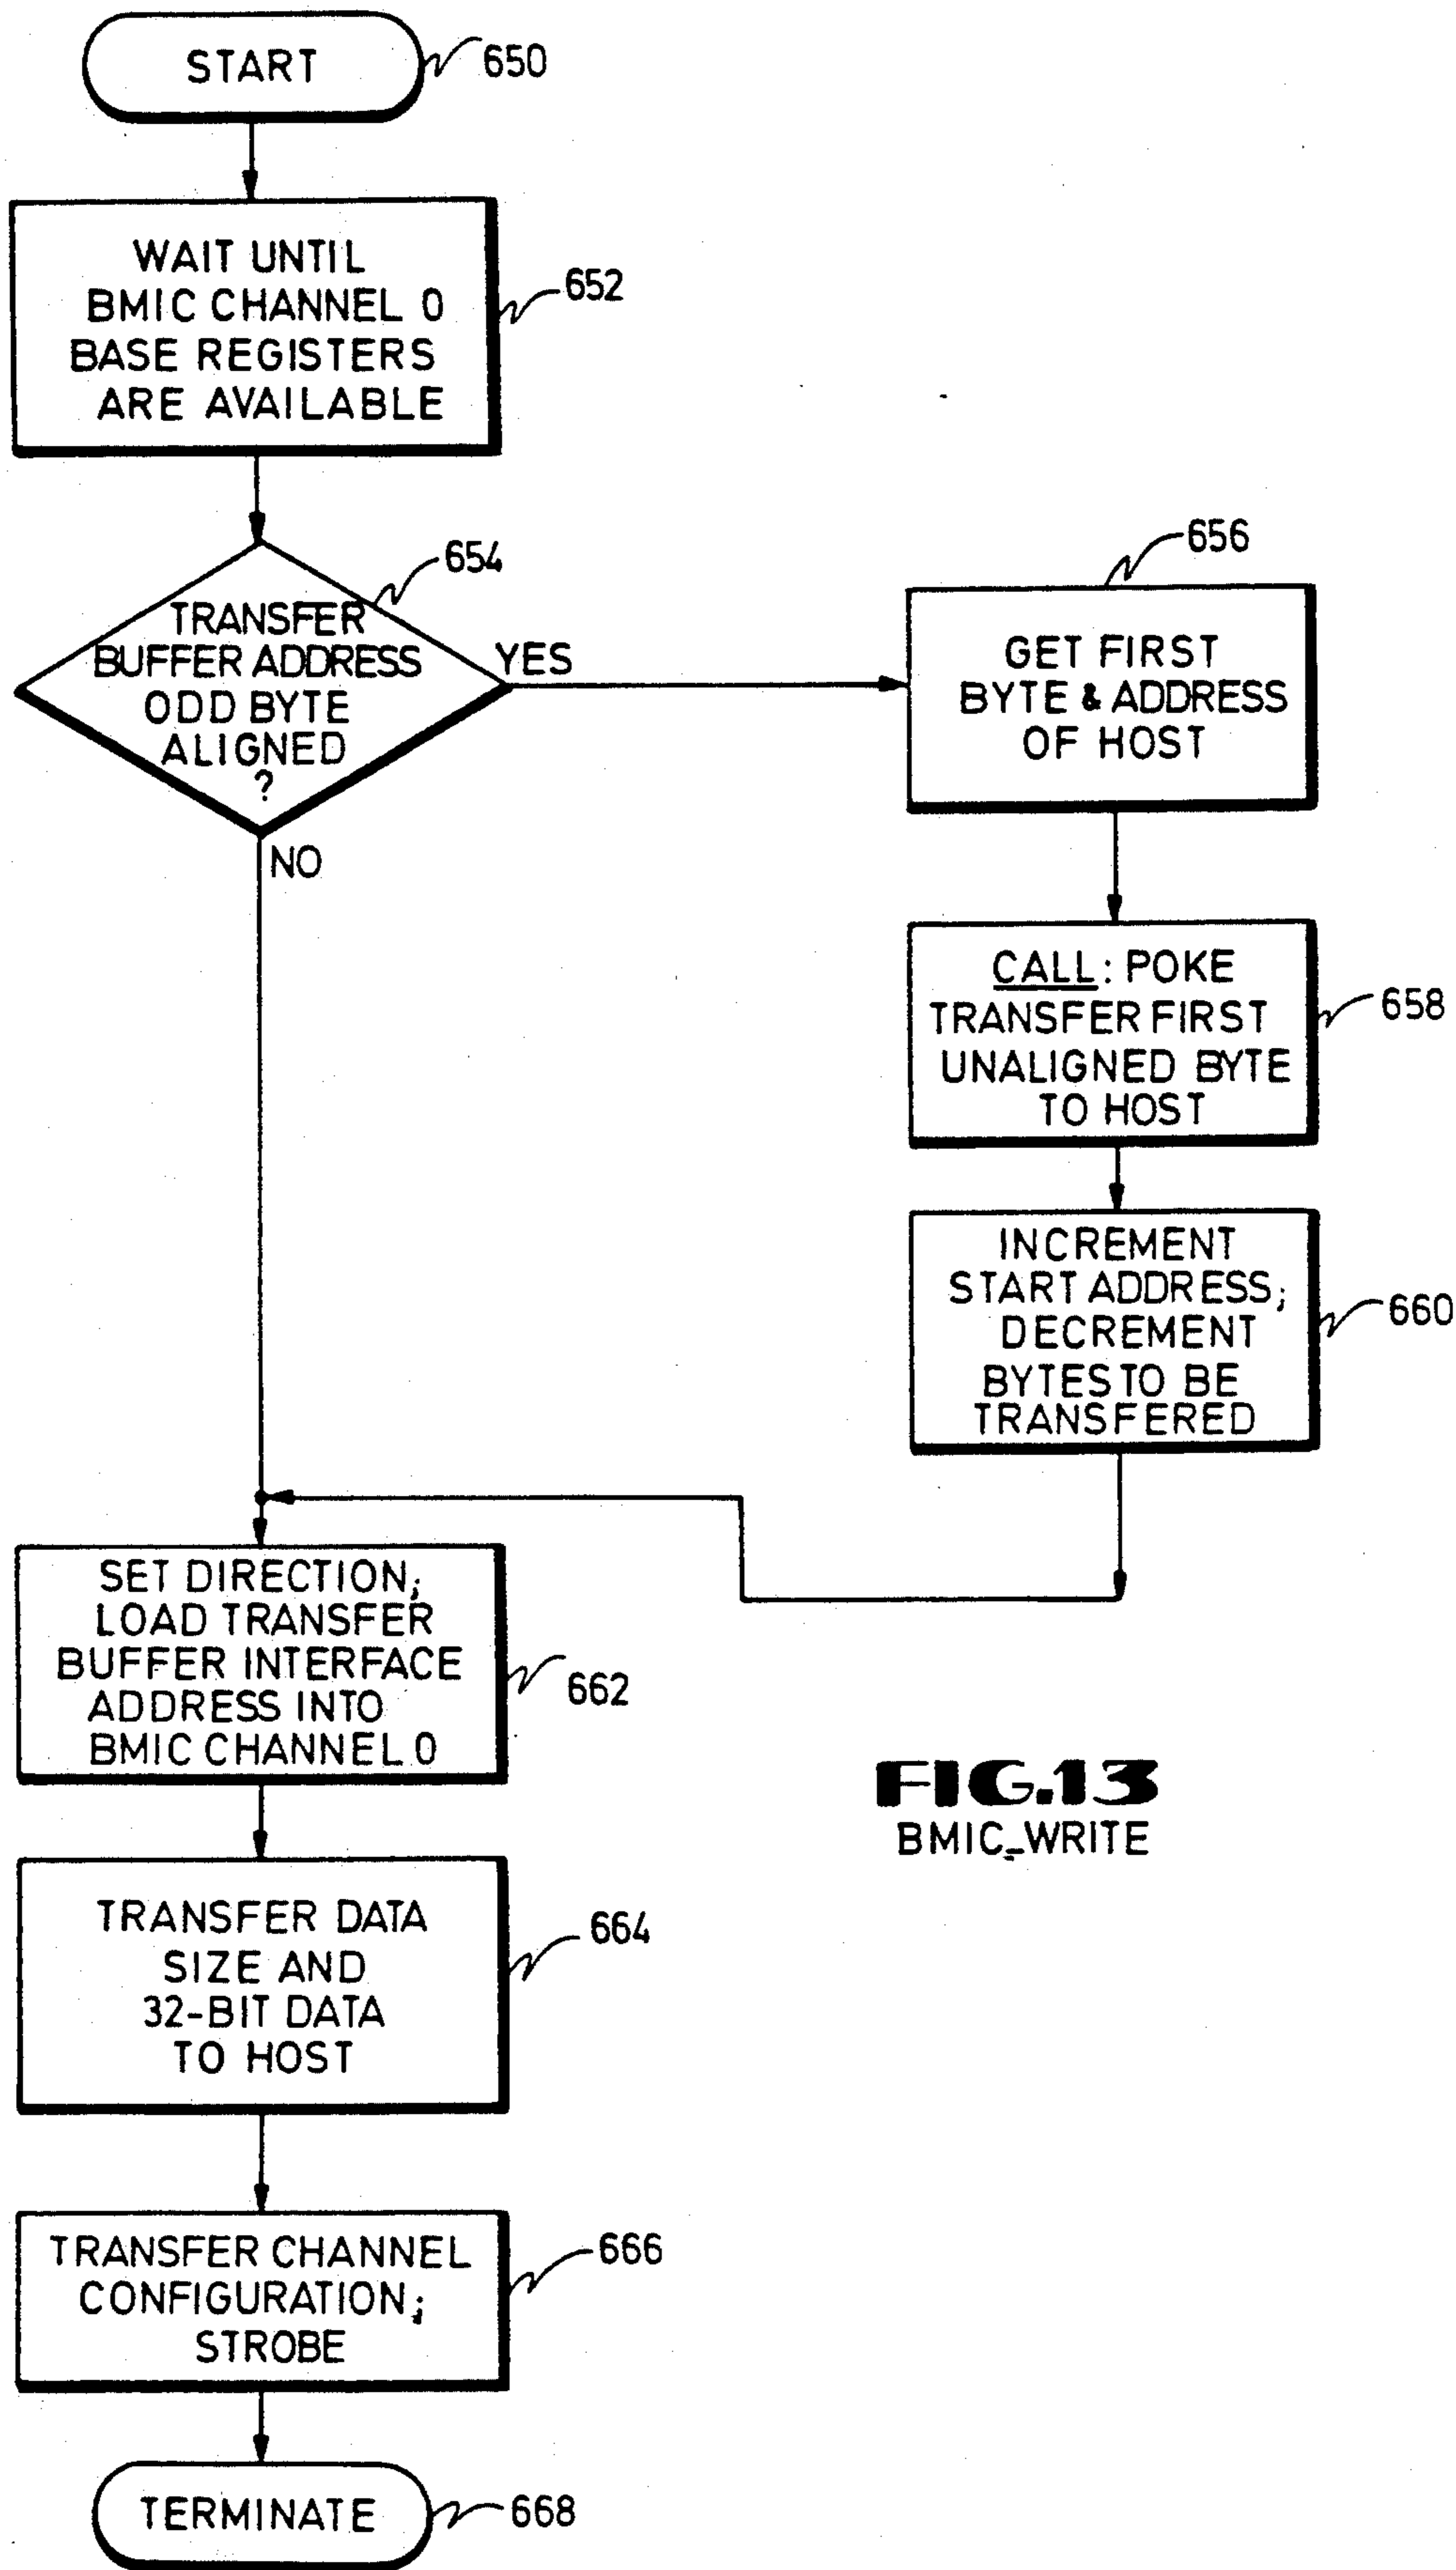 START
650
WAIT UNTIL
BMIC CHANNEL 0
BASE REGISTERS
ARE AVAILABLE
652
TRANSFER
BUFFER ADDRESS
ODD BYTE
ALIGNED
?
654
YES
NO
GET FIRST
BYTE & ADDRESS
OF HOST
656
CALL: POKE
TRANSFER FIRST
UNALIGNED BYTE
TO HOST
658
INCREMENT
START ADDRESS;
DECREMENT
BYTES TO BE
TRANSFERED
660
SET DIRECTION;
LOAD TRANSFER
BUFFER INTERFACE
ADDRESS INTO
BMIC CHANNEL 0
662
TRANSFER DATA
SIZE AND
32-BIT DATA
TO HOST
664
TRANSFER CHANNEL
CONFIGURATION;
STROBE
666
TERMINATE
668
FIG.13
BMIC_WRITE